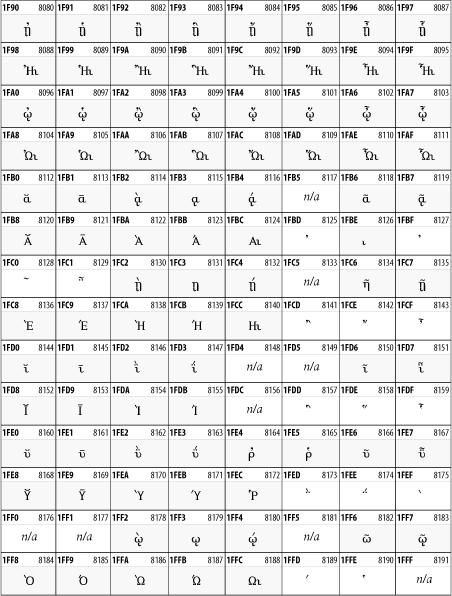 1F90 8080 1F91 8081 1F92 8082 1F93 8083 1F94 8084 1F95 8085 1F96 8086 1F97 8087
ᾐ ᾑ ᾒ ᾓ ᾔ ᾕ ᾖ ᾗ
1F98 8088 1F99 8089 1F9A 8090 1F9B 8091 1F9C 8092 1F9D 8093 1F9E 8094 1F9F 8095
ᾘ ᾙ ᾚ ᾛ ᾜ ᾝ ᾞ ᾟ
1FA0 8096 1FA1 8097 1FA2 8098 1FA3 8099 1FA4 8100 1FA5 8101 1FA6 8102 1FA7 8103
ᾠ ᾡ ᾢ ᾣ ᾤ ᾥ ᾦ ᾧ
1FA8 8104 1FA9 8105 1FAA 8106 1FAB 8107 1FAC 8108 1FAD 8109 1FAE 8110 1FAF 8111
ᾨ ᾩ ᾪ ᾫ ᾬ ᾭ ᾮ ᾯ
1FB0 8112 1FB1 8113 1FB2 8114 1FB3 8115 1FB4 8116 1FB5 8117 1FB6 8118 1FB7 8119
ᾰ ᾱ ᾲ ᾳ ᾴ n/a ᾶ ᾷ
1FB8 8120 1FB9 8121 1FBA 8122 1FBB 8123 1FBC 8124 1FBD 8125 1FBE 8126 1FBF 8127
Ᾰ Ᾱ Ὰ Ά ᾼ ᾽ ι ᾿
1FC0 8128 1FC1 8129 1FC2 8130 1FC3 8131 1FC4 8132 1FC5 8133 1FC6 8134 1FC7 8135
῀ ῁ ῂ ῃ ῄ n/a ῆ ῇ
1FC8 8136 1FC9 8137 1FCA 8138 1FCB 8139 1FCC 8140 1FCD 8141 1FCE 8142 1FCF 8143
Ὲ Έ Ὴ Ή ῌ ῍ ῎ ῏
1FD0 8144 1FD1 8145 1FD2 8146 1FD3 8147 1FD4 8148 1FD5 8149 1FD6 8150 1FD7 8151
ῐ ῑ ῒ ΐ n/a n/a ῖ ῗ
1FD8 8152 1FD9 8153 1FDA 8154 1FDB 8155 1FDC 8156 1FDD 8157 1FDE 8158 1FDF 8159
Ῐ Ῑ Ὶ Ί n/a ῝ ῞ ῟
1FE0 8160 1FE1 8161 1FE2 8162 1FE3 8163 1FE4 8164 1FE5 8165 1FE6 8166 1FE7 8167
ῠ ῡ ῢ ΰ ῤ ῥ ῦ ῧ
1FE8 8168 1FE9 8169 1FEA 8170 1FEB 8171 1FEC 8172 1FED 8173 1FEE 8174 1FEF 8175
Ῠ Ῡ Ὺ Ύ Ῥ ῭ ΅ `
1FF0 8176 1FF1 8177 1FF2 8178 1FF3 8179 1FF4 8180 1FF5 8181 1FF6 8182 1FF7 8183
n/a n/a ῲ ῳ ῴ n/a ῶ ῷ
1FF8 8184 1FF9 8185 1FFA 8186 1FFB 8187 1FFC 8188 1FFD 8189 1FFE 8190 1FFF 8191
Ὸ Ό Ὼ Ώ ῼ ´ ῾ n/a